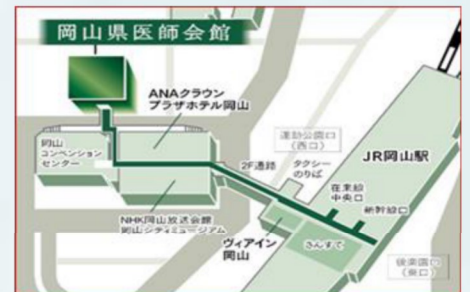 岡山県医師会館
ANAクラウン
プラザホテル岡山
岡山
コンベンション
センター
運動公園口
(西口)
タクシー
のりば
2F通路
JR岡山駅
在来線
中央口
新幹線口
NHK岡山放送会館
岡山シティミュージアム
ヴィアイン
岡山
さんすて
後楽園口
(東口)